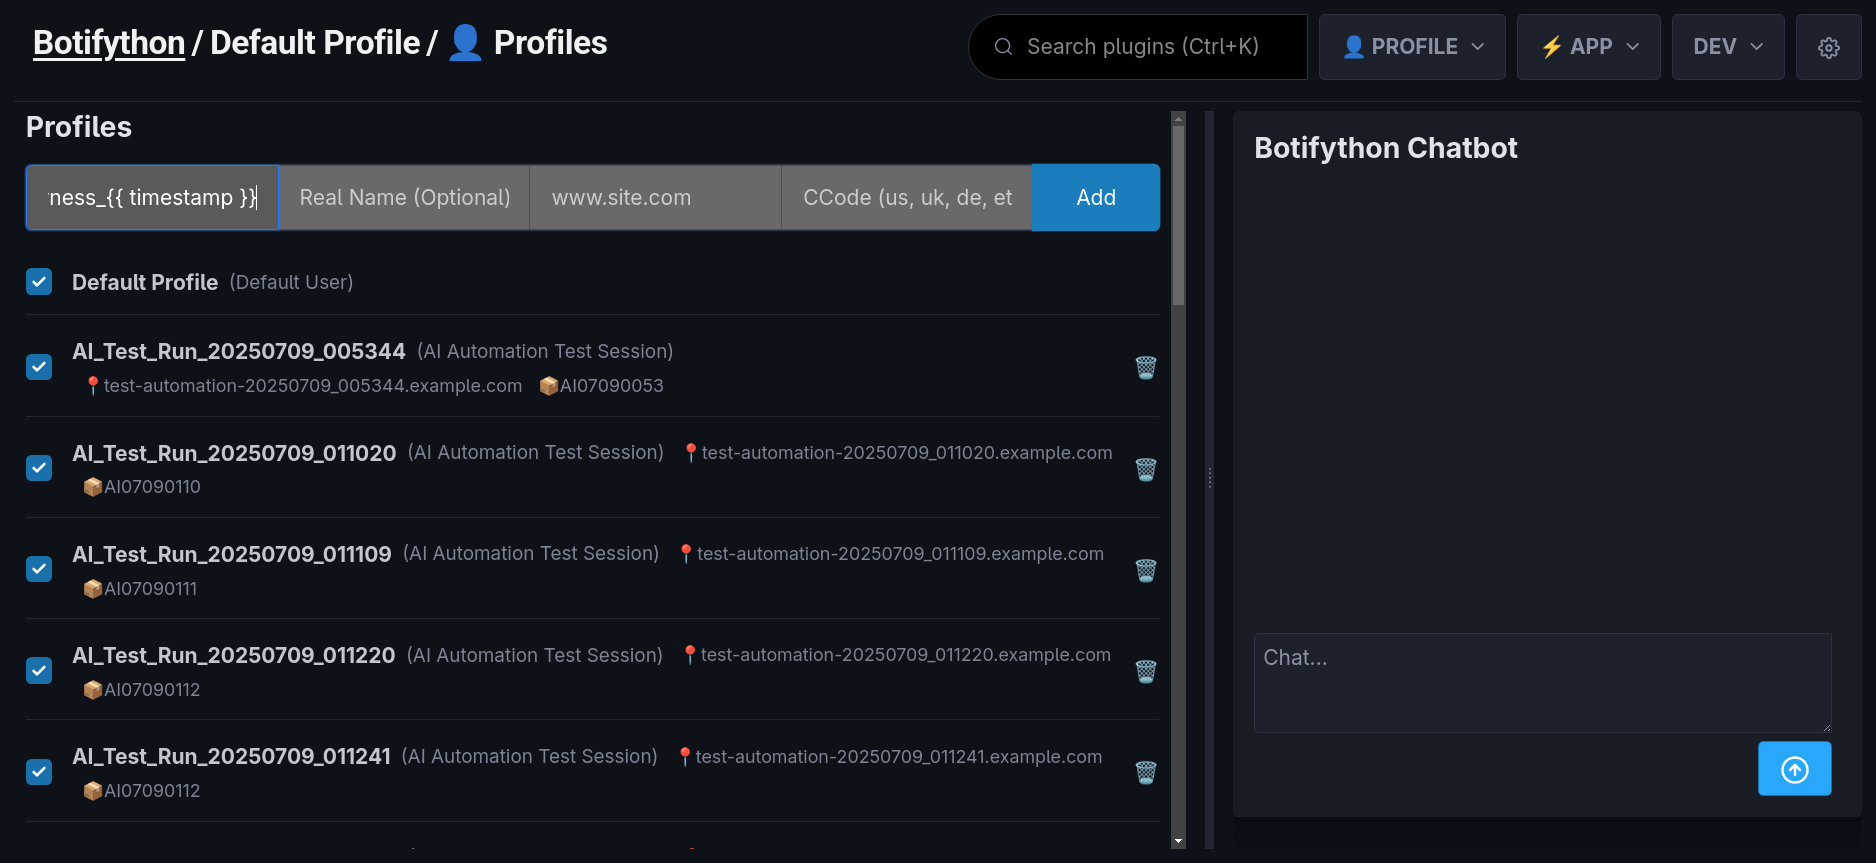 Botifython / Default Profile / 👤 Profiles
Search plugins (Ctrl+K)
👤 PROFILE
⚡ APP
DEV
Profiles
ness_{{ timestamp }}
Real Name (Optional)
www.site.com
CCode (us, uk, de, et
Add
Default Profile (Default User)
AI_Test_Run_20250709_005344 (AI Automation Test Session)
📍test-automation-20250709_005344.example.com 📦AI07090053
AI_Test_Run_20250709_011020 (AI Automation Test Session) 📍test-automation-20250709_011020.example.com
📦AI07090110
AI_Test_Run_20250709_011109 (AI Automation Test Session) 📍test-automation-20250709_011109.example.com
📦AI07090111
AI_Test_Run_20250709_011220 (AI Automation Test Session) 📍test-automation-20250709_011220.example.com
📦AI07090112
AI_Test_Run_20250709_011241 (AI Automation Test Session) 📍test-automation-20250709_011241.example.com
📦AI07090112
Botifython Chatbot
Chat...